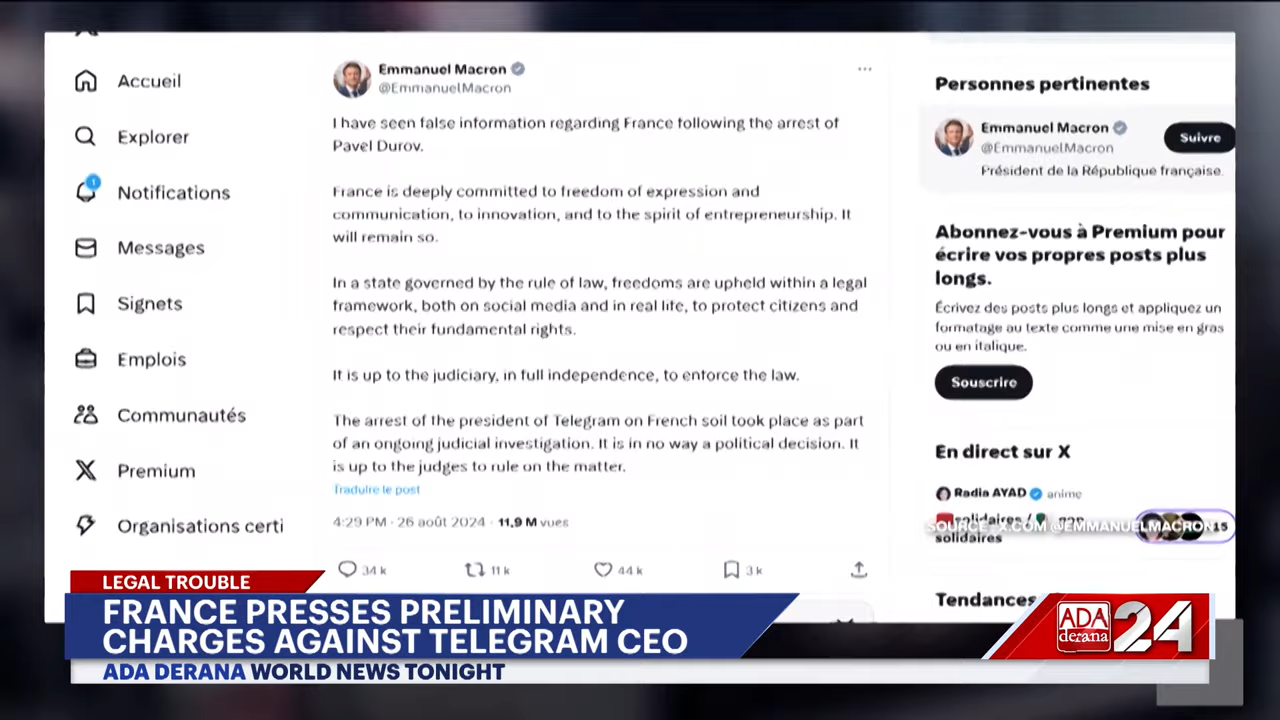 Accueil
Explorer
1
Notifications
Messages
Signets
Emplois
Communautés
Premium
Organisations certi
Emmanuel Macron
@EmmanuelMacron
I have seen false information regarding France following the arrest of
Pavel Durov.
France is deeply committed to freedom of expression and
communication, to innovation, and to the spirit of entrepreneurship. It
will remain so.
In a state governed by the rule of law, freedoms are upheld within a legal
framework, both on social media and in real life, to protect citizens and
respect their fundamental rights.
It is up to the judiciary, in full independence, to enforce the law.
The arrest of the president of Telegram on French soil took place as part
of an ongoing judicial investigation. It is in no way a political decision. It
is up to the judges to rule on the matter.
Traduire le post
4:29 PM · 26 août 2024 · 11,9 M vues
34 k 11 k 44 k 3 k
Personnes pertinentes
Emmanuel Macron
@EmmanuelMacron
Suivre
Président de la République française.
Abonnez-vous à Premium pour
écrire vos propres posts plus
longs.
Écrivez des posts plus longs et appliquez un
formatage au texte comme une mise en gras
ou en italique.
Souscrire
En direct sur X
Radia AYAD anime
solidaires /
solidaires
SOURCE : X.COM @EMMANUELMACRON
Tendances
LEGAL TROUBLE
FRANCE PRESSES PRELIMINARY
CHARGES AGAINST TELEGRAM CEO
ADA DERANA WORLD NEWS TONIGHT
ADA
derana
24